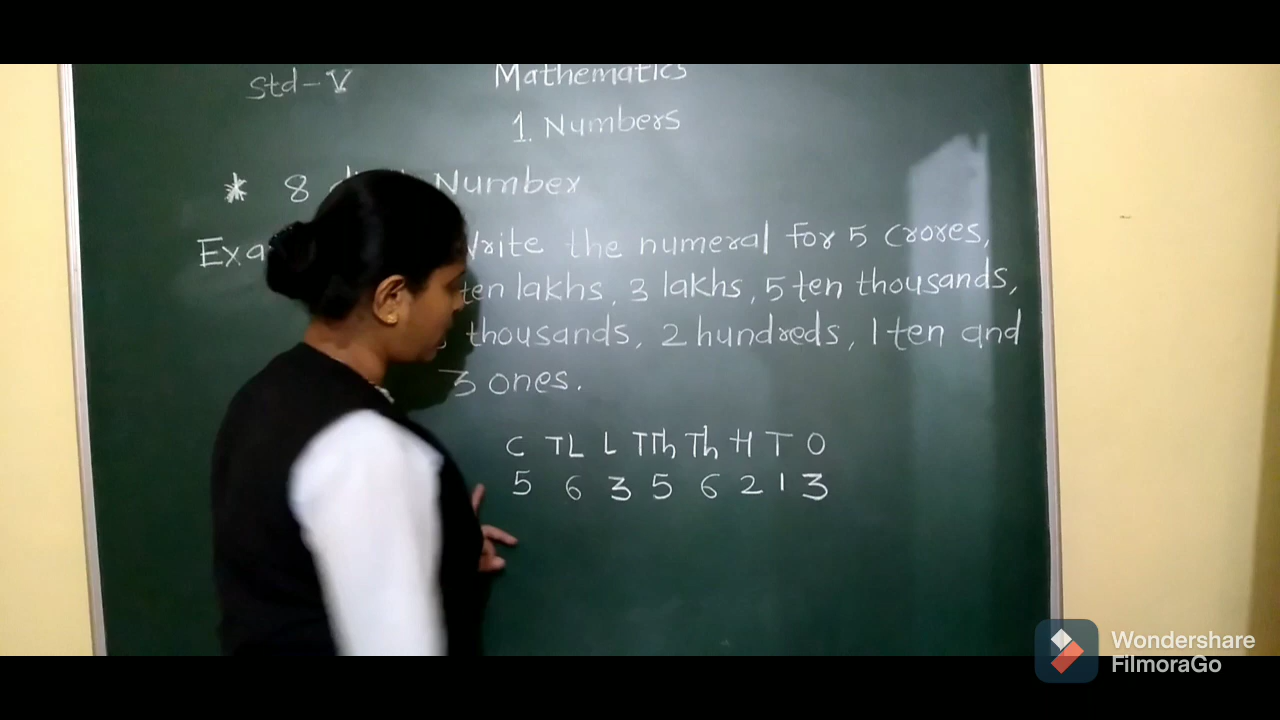 Std-V Mathematics
1. Numbers
* 8 Number
Write the numeral for 5 crores,
ten lakhs, 3 lakhs, 5 ten thousands,
thousands, 2 hundreds, 1 ten and
3 ones.
C TL L TTh Th H T O
5 6 3 5 6 2 1 3
Wondershare
FilmoraGo